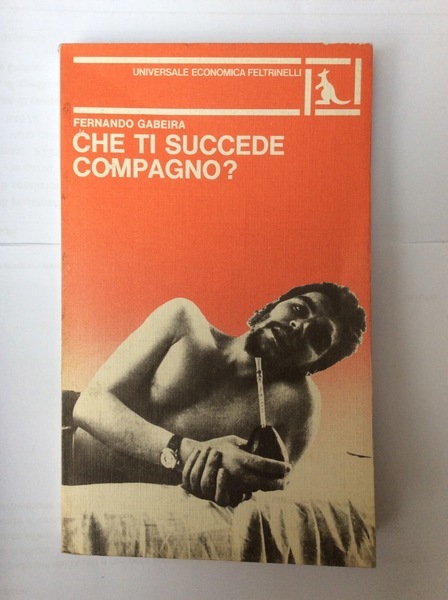 UNIVERSALE ECONOMICA FELTRINELLI
FERNANDO GABEIRA
CHE TI SUCCEDE
COMPAGNO?